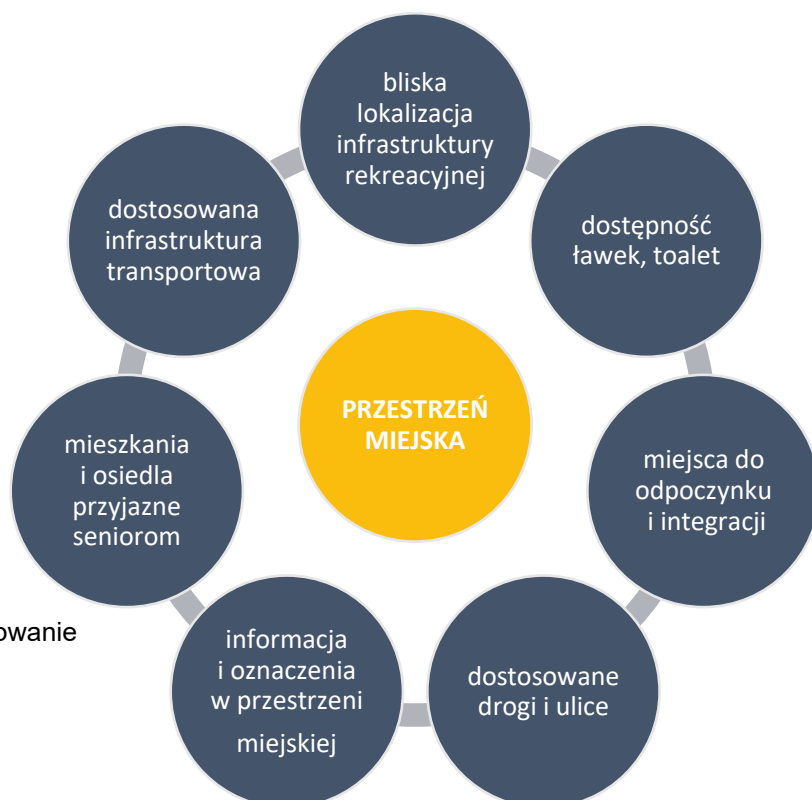 bliska
lokalizacja
infrastruktury
rekreacyjnej
dostępność
ławek, toalet
miejsca do
odpoczynku
i integracji
dostosowane
drogi i ulice
informacja
i oznaczenia
w przestrzeni
miejskiej
mieszkania
i osiedla
przyjazne
seniorom
dostosowana
infrastruktura
transportowa
PRZESTRZEŃ
MIEJSKA
owanie